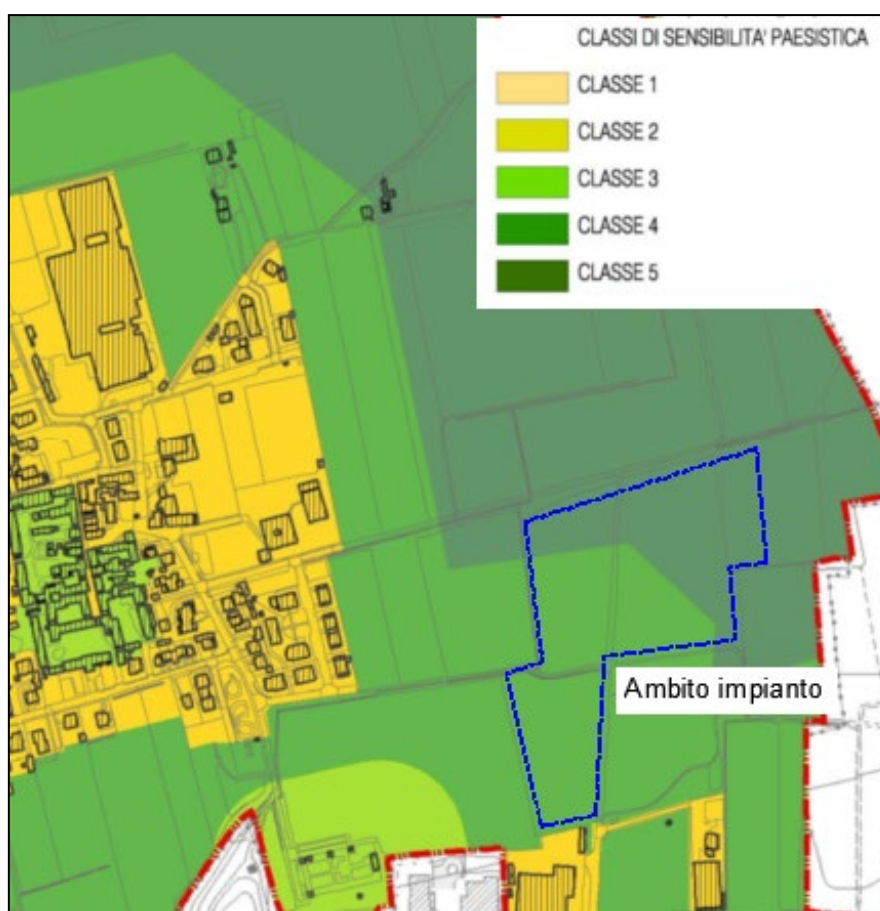 CLASSI DI SENSIBILITA' PAESISTICA
CLASSE 1
CLASSE 2
CLASSE 3
CLASSE 4
CLASSE 5
Ambito impianto